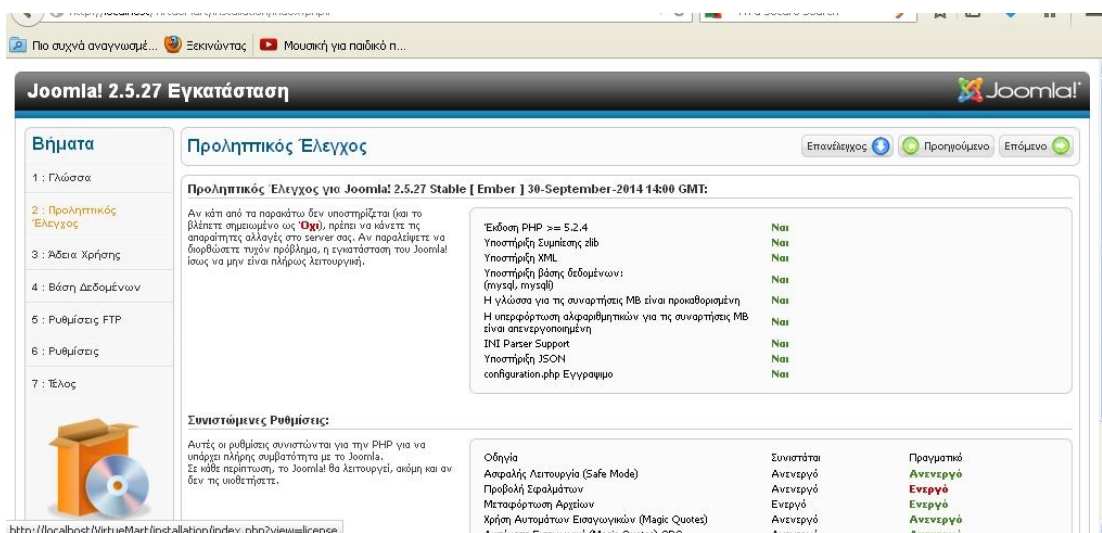 Πιο συχνά αναγνωσμέ... Ξεκινώντας Μουσική για παιδικό π...
Joomla! 2.5.27 Εγκατάσταση
Joomla!
Βήματα
1 : Γλώσσα
2 : Προληπτικός
Έλεγχος
3 : Άδεια Χρήσης
4 : Βάση Δεδομένων
5 : Ρυθμίσεις FTP
6 : Ρυθμίσεις
7 : Τέλος
Προληπτικός Έλεγχος
Επανέλεγχος Προηγούμενο Επόμενο
Προληπτικός Έλεγχος για Joomla! 2.5.27 Stable [ Ember ] 30-September-2014 14:00 GMT:
Αν κάτι από τα παρακάτω δεν υποστηρίζεται (και το
βλέπετε σημειωμένο ως Όχι), πρέπει να κάνετε τις
απαραίτητες αλλαγές στο server σας. Αν παραλείψετε να
διορθώσετε τυχόν πρόβλημα, η εγκατάσταση του Joomla!
ίσως να μην είναι πλήρως λειτουργική.
Έκδοση PHP >= 5.2.4 Ναι
Υποστήριξη Συμπίεσης zlib Ναι
Υποστήριξη XML Ναι
Υποστήριξη βάσης δεδομένων:
(mysql, mysqli) Ναι
Η γλώσσα για τις συναρτήσεις MB είναι προκαθορισμένη Ναι
Η υπερφόρτωση αλφαριθμητικών για τις συναρτήσεις MB
είναι απενεργοποιημένη Ναι
INI Parser Support Ναι
Υποστήριξη JSON Ναι
configuration.php Εγγραψιμο Ναι
Συνιστώμενες Ρυθμίσεις:
Αυτές οι ρυθμίσεις συνιστώνται για την PHP για να
υπάρχει πλήρης συμβατότητα με το Joomla.
Σε κάθε περίπτωση, το Joomla! θα λειτουργεί, ακόμη και αν
δεν τις υιοθετήσετε.
Οδηγία Συνιστάται Πραγματικό
Ασφαλής Λειτουργία (Safe Mode) Ανενεργό Ανενεργό
Προβολή Σφαλμάτων Ανενεργό Ενεργό
Μεταφόρτωση Αρχείων Ενεργό Ενεργό
Χρήση Αυτομάτων Εισαγωγικών (Magic Quotes) Ανενεργό Ανενεργό
http://localhost/VirtueMart/installation/index.php?view=license